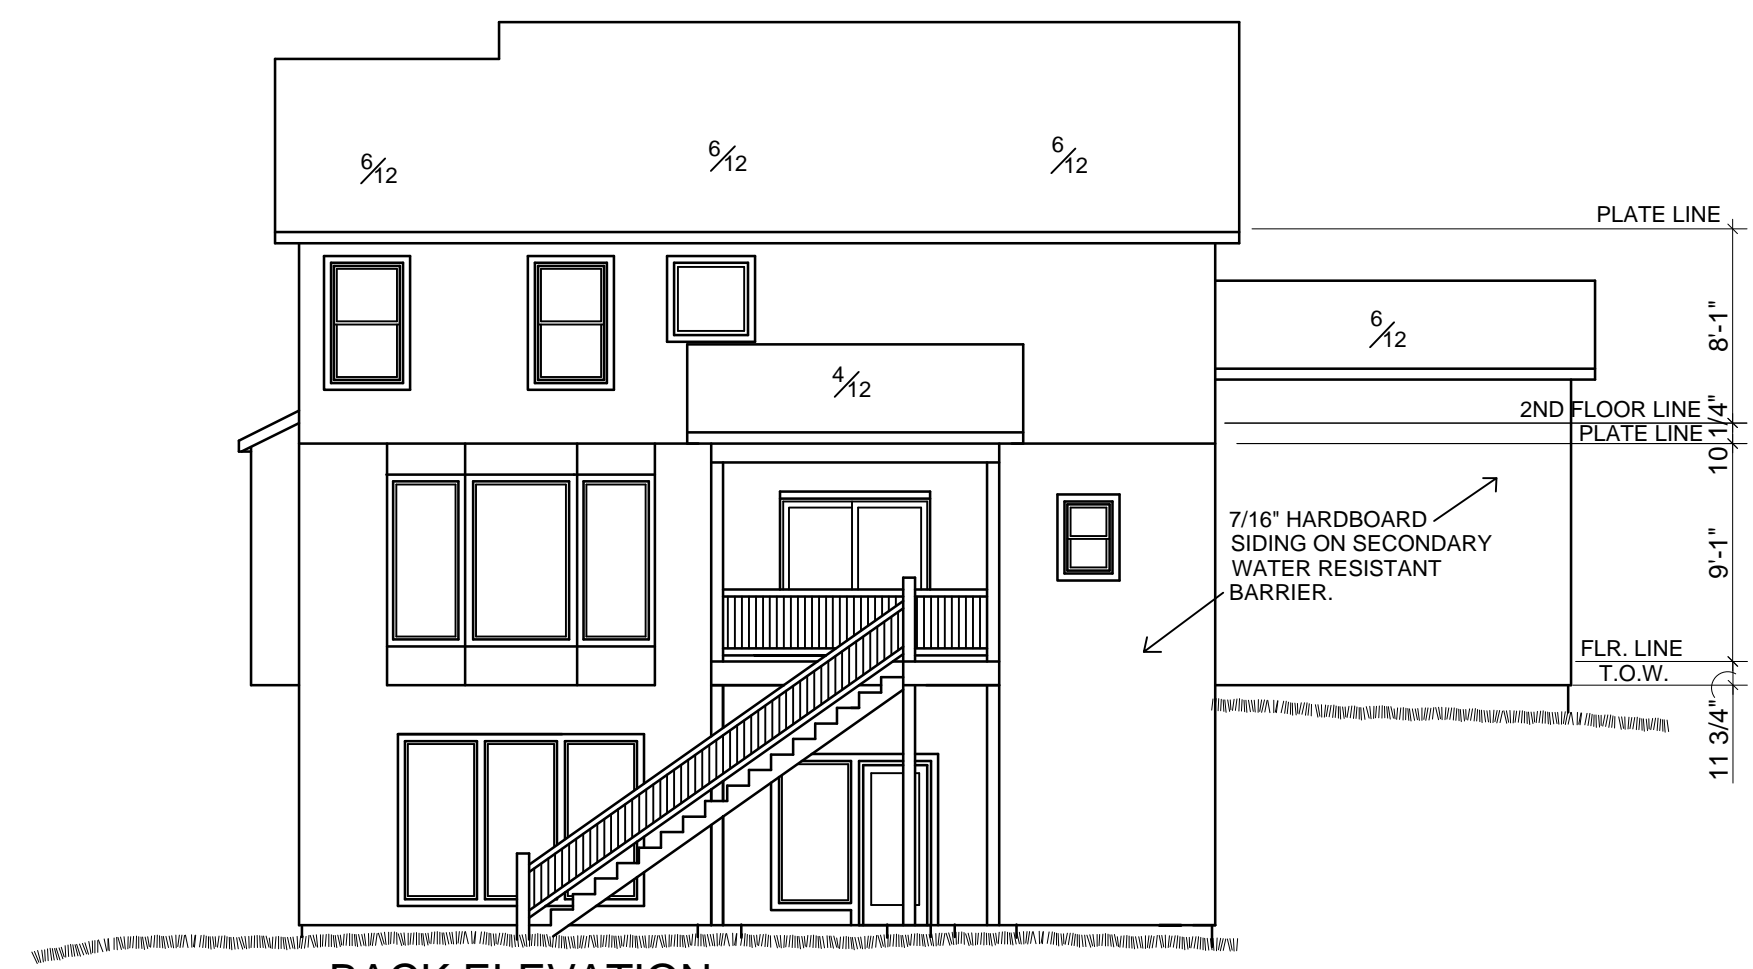 6/12
6/12
6/12
PLATE LINE
6/12
8'-1"
4/12
2ND FLOOR LINE
PLATE LINE
10 1/4"
7/16" HARDBOARD
SIDING ON SECONDARY
WATER RESISTANT
BARRIER.
9'-1"
FLR. LINE
T.O.W.
11 3/4"
BACK ELEVATION